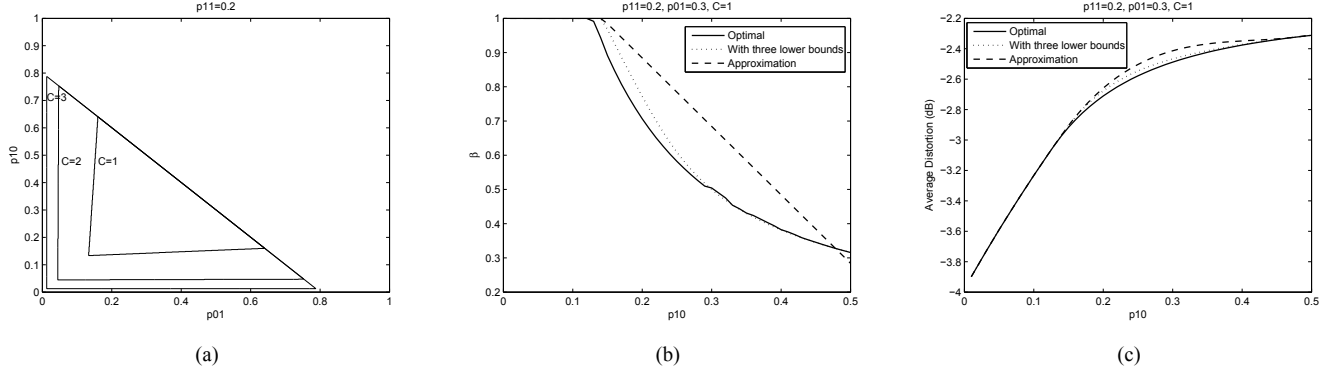 p11=0.2
1
0.9
0.8
0.7
0.6
0.5
0.4
0.3
0.2
0.1
0
p10
C=3
C=2
C=1
0
0.2
0.4
0.6
0.8
1
p01
(a)
p11=0.2, p01=0.3, C=1
1
0.9
0.8
0.7
0.6
0.5
0.4
0.3
0.2
β
Optimal
With three lower bounds
Approximation
0
0.1
0.2
0.3
0.4
0.5
p10
(b)
p11=0.2, p01=0.3, C=1
−2.2
−2.4
−2.6
−2.8
−3
−3.2
−3.4
−3.6
−3.8
−4
Average Distortion (dB)
Optimal
With three lower bounds
Approximation
0
0.1
0.2
0.3
0.4
0.5
p10
(c)